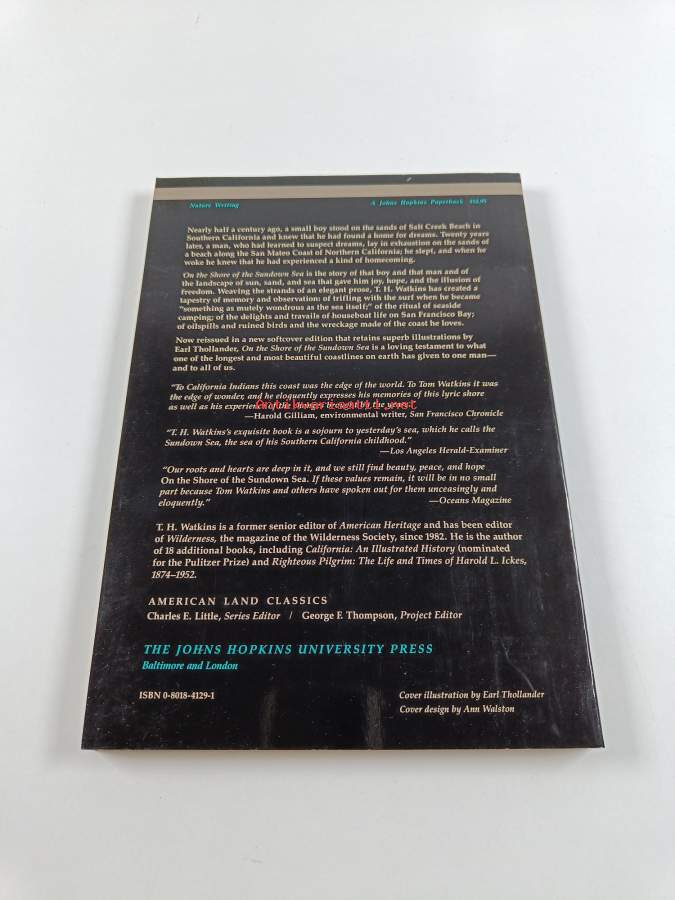 Nature Writing
A Johns Hopkins Paperback $12.95
Nearly half a century ago, a small boy stood on the sands of Salt Creek Beach in
Southern California and knew that he had found a home for dreams. Twenty years
later, a man, who had learned to suspect dreams, lay in exhaustion on the sands of
a beach along the San Mateo Coast of Northern California; he slept, and when he
woke he knew that he had experienced a kind of homecoming.
On the Shore of the Sundown Sea is the story of that boy and that man and of
the landscape of sun, sand, and sea that gave him joy, hope, and the illusion of
freedom. Weaving the strands of an elegant prose, T. H. Watkins has created a
tapestry of memory and observation: of trifling with the surf when he became
"something as mutely wondrous as the sea itself;" of the ritual of seaside
camping; of the delights and travails of houseboat life on San Francisco Bay;
of oilspills and ruined birds and the wreckage made of the coast he loves.
Now reissued in a new softcover edition that retains superb illustrations by
Earl Thollander, On the Shore of the Sundown Sea is a loving testament to what
one of the longest and most beautiful coastlines on earth has given to one man—
and to all of us.
"To California Indians this coast was the edge of the world. To Tom Watkins it was
the edge of wonder, and he eloquently expresses his memories of this lyric shore
as well as his experience of the changes through the years."
Antikvariaatti.net
—Harold Gilliam, environmental writer, San Francisco Chronicle
"T. H. Watkins's exquisite book is a sojourn to yesterday's sea, which he calls the
Sundown Sea, the sea of his Southern California childhood."
—Los Angeles Herald-Examiner
"Our roots and hearts are deep in it, and we still find beauty, peace, and hope
On the Shore of the Sundown Sea. If these values remain, it will be in no small
part because Tom Watkins and others have spoken out for them unceasingly and
eloquently."
—Oceans Magazine
T. H. Watkins is a former senior editor of American Heritage and has been editor
of Wilderness, the magazine of the Wilderness Society, since 1982. He is the author
of 18 additional books, including California: An Illustrated History (nominated
for the Pulitzer Prize) and Righteous Pilgrim: The Life and Times of Harold L. Ickes,
1874–1952.
AMERICAN LAND CLASSICS
Charles E. Little, Series Editor / George F. Thompson, Project Editor
THE JOHNS HOPKINS UNIVERSITY PRESS
Baltimore and London
ISBN 0-8018-4129-1
Cover illustration by Earl Thollander
Cover design by Ann Walston